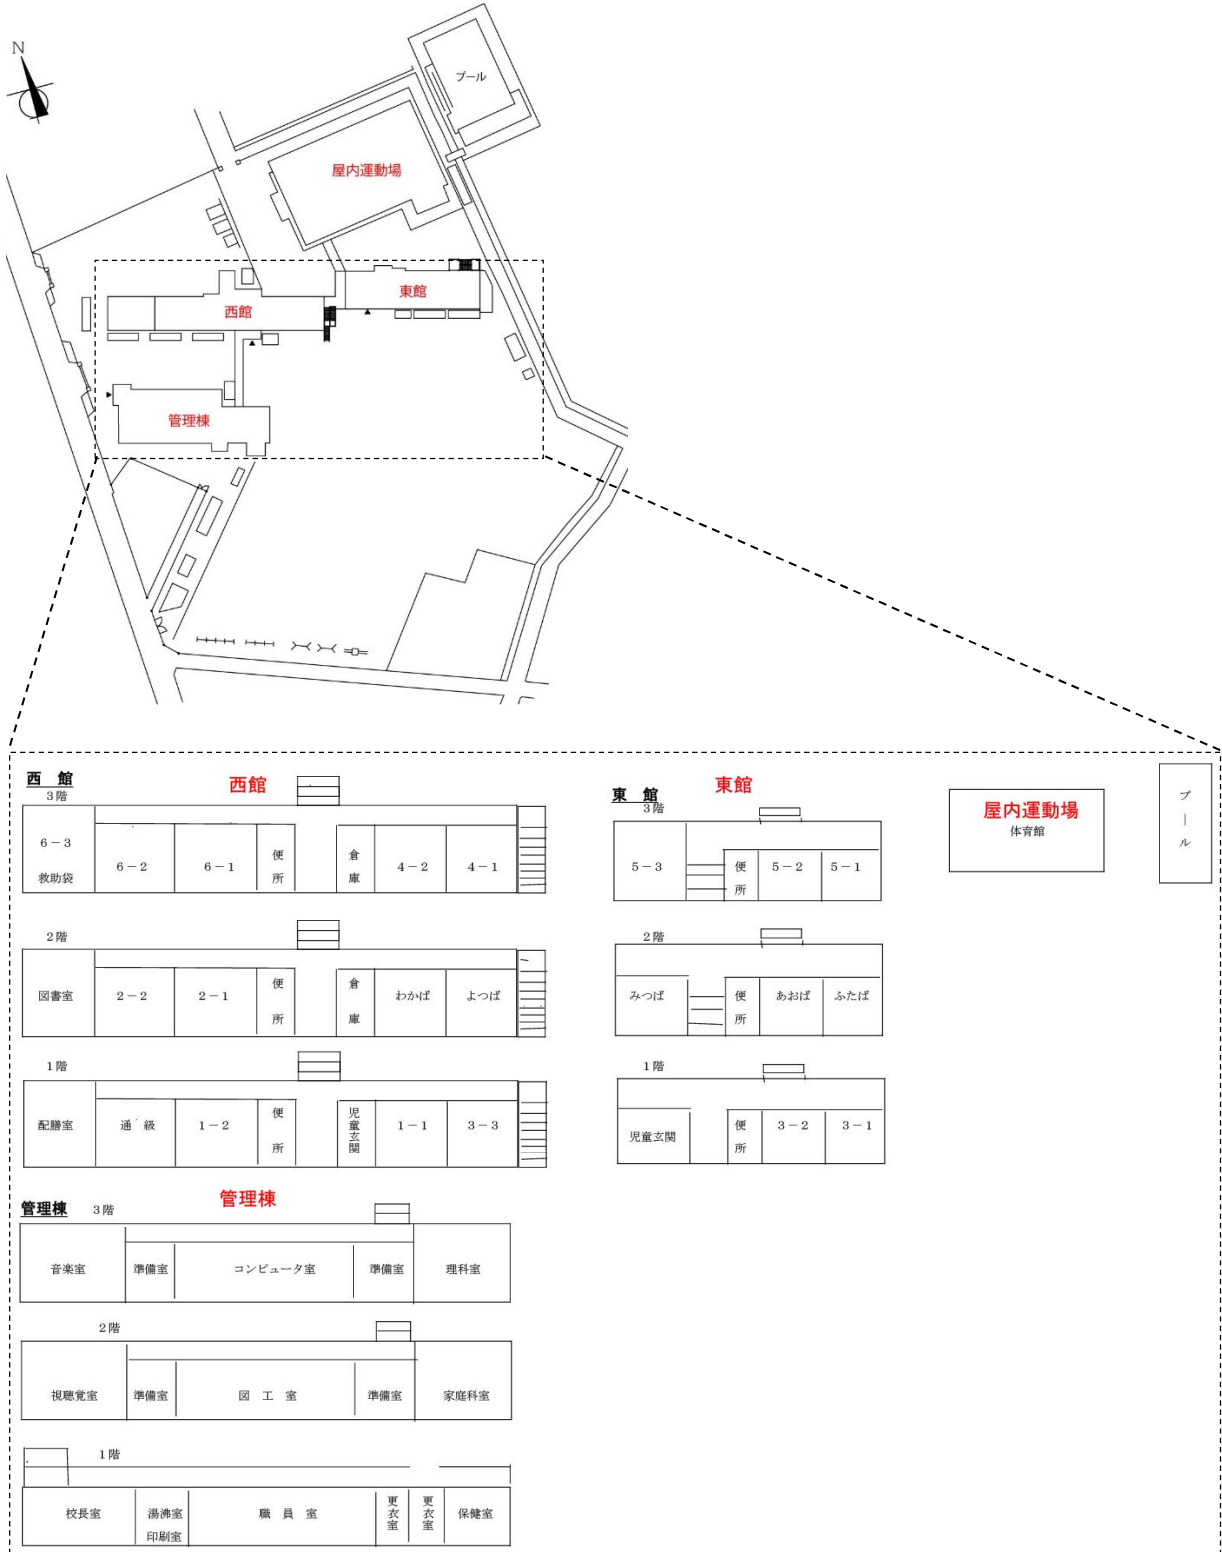 N
プール
屋内運動場
東館
西館
管理棟
西 館
3階
西館
6－3
救助袋
6－2
6－1
便所
倉庫
4－2
4－1
2階
図書室
2－2
2－1
便所
倉庫
わかば
よつば
1階
配膳室
通 級
1－2
便所
児童玄関
1－1
3－3
東 館
3階
東館
5－3
便所
5－2
5－1
2階
みつば
便所
あおば
ふたば
1階
児童玄関
便所
3－2
3－1
屋内運動場
体育館
プール
管理棟
3階
管理棟
音楽室
準備室
コンピュータ室
準備室
理科室
2階
視聴覚室
準備室
図 工 室
準備室
家庭科室
1階
校長室
湯沸室
印刷室
職 員 室
更衣室
更衣室
保健室